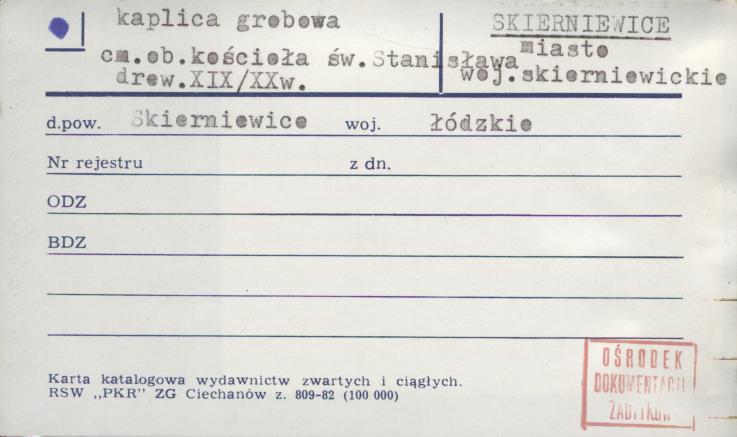 kaplica grobowa
SKIERNIEWICE
miasto
cm.ob.kościoła św.Stanisława
woj.skierniewickie
drew.XIX/XXw.
d.pow. Skierniewice woj. łódzkie
Nr rejestru z dn.
ODZ
BDZ
Karta katalogowa wydawnictw zwartych i ciągłych.
RSW „PKR" ZG Ciechanów z. 809-82 (100 000)
OŚRODEK
DOKUMENTACJI
ZABYTKÓW